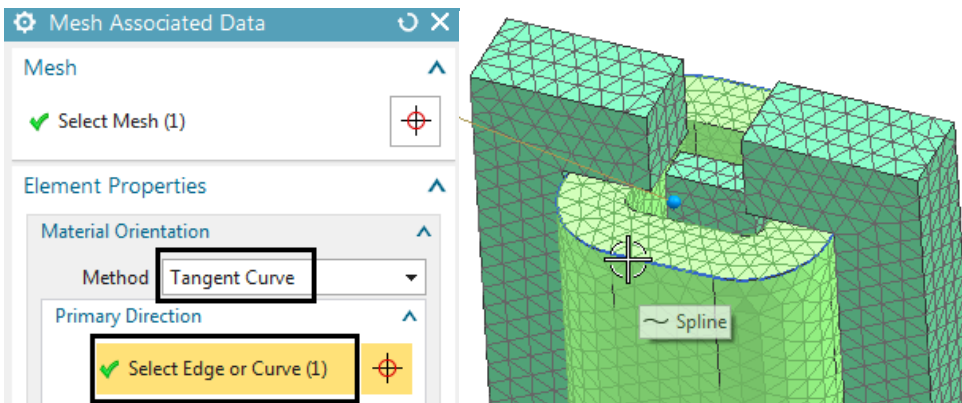 Mesh Associated Data
Mesh
Select Mesh (1)
Element Properties
Material Orientation
Method Tangent Curve
Primary Direction
Select Edge or Curve (1)
Spline